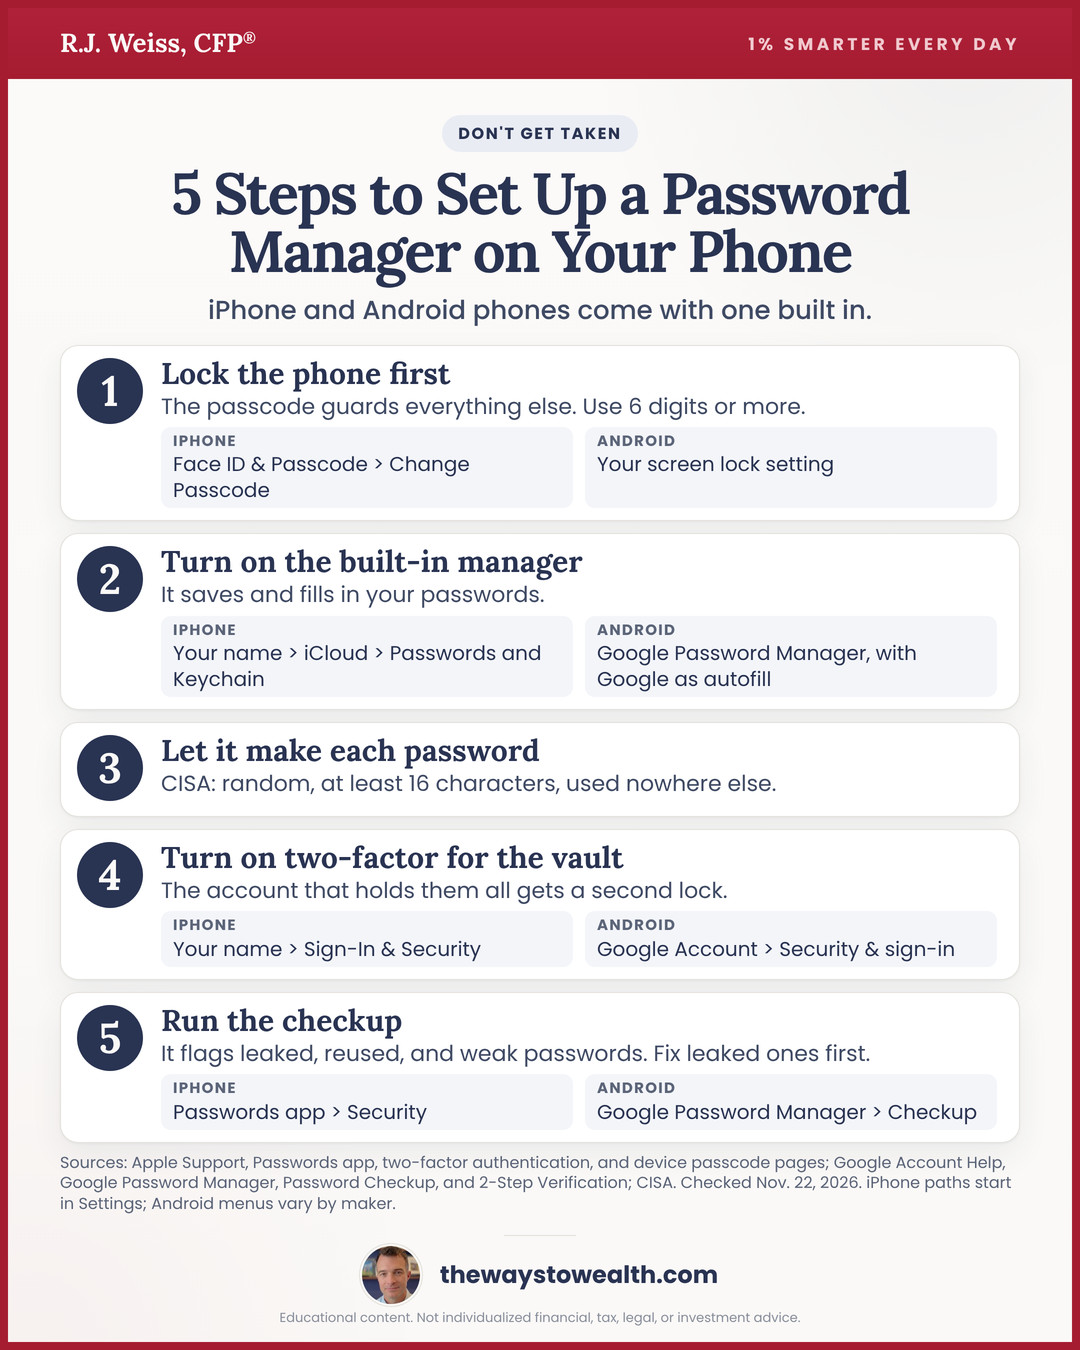 R.J. Weiss, CFP®
1% SMARTER EVERY DAY
DON'T GET TAKEN
5 Steps to Set Up a Password
Manager on Your Phone
iPhone and Android phones come with one built in.
1
Lock the phone first
The passcode guards everything else. Use 6 digits or more.
IPHONE
Face ID & Passcode > Change
Passcode
ANDROID
Your screen lock setting
2
Turn on the built-in manager
It saves and fills in your passwords.
IPHONE
Your name > iCloud > Passwords and
Keychain
ANDROID
Google Password Manager, with
Google as autofill
3
Let it make each password
CISA: random, at least 16 characters, used nowhere else.
4
Turn on two-factor for the vault
The account that holds them all gets a second lock.
IPHONE
Your name > Sign-In & Security
ANDROID
Google Account > Security & sign-in
5
Run the checkup
It flags leaked, reused, and weak passwords. Fix leaked ones first.
IPHONE
Passwords app > Security
ANDROID
Google Password Manager > Checkup
Sources: Apple Support, Passwords app, two-factor authentication, and device passcode pages; Google Account Help,
Google Password Manager, Password Checkup, and 2-Step Verification; CISA. Checked Nov. 22, 2026. iPhone paths start
in Settings; Android menus vary by maker.
thewaystowealth.com
Educational content. Not individualized financial, tax, legal, or investment advice.